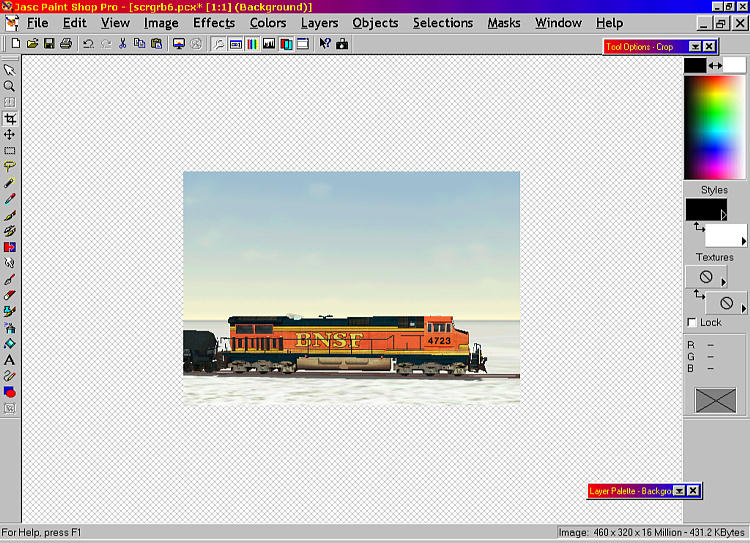 Jasc Paint Shop Pro - [scrgrb6.pcx* [1:1] (Background)]
File Edit View Image Effects Colors Layers Objects Selections Masks Window Help
Tool Options - Crop
Styles
Textures
Lock
R -
G -
B -
BNSF
4723
Layer Palette - Backgro
For Help, press F1
Image: 460 x 320 x 16 Million - 431.2 KBytes